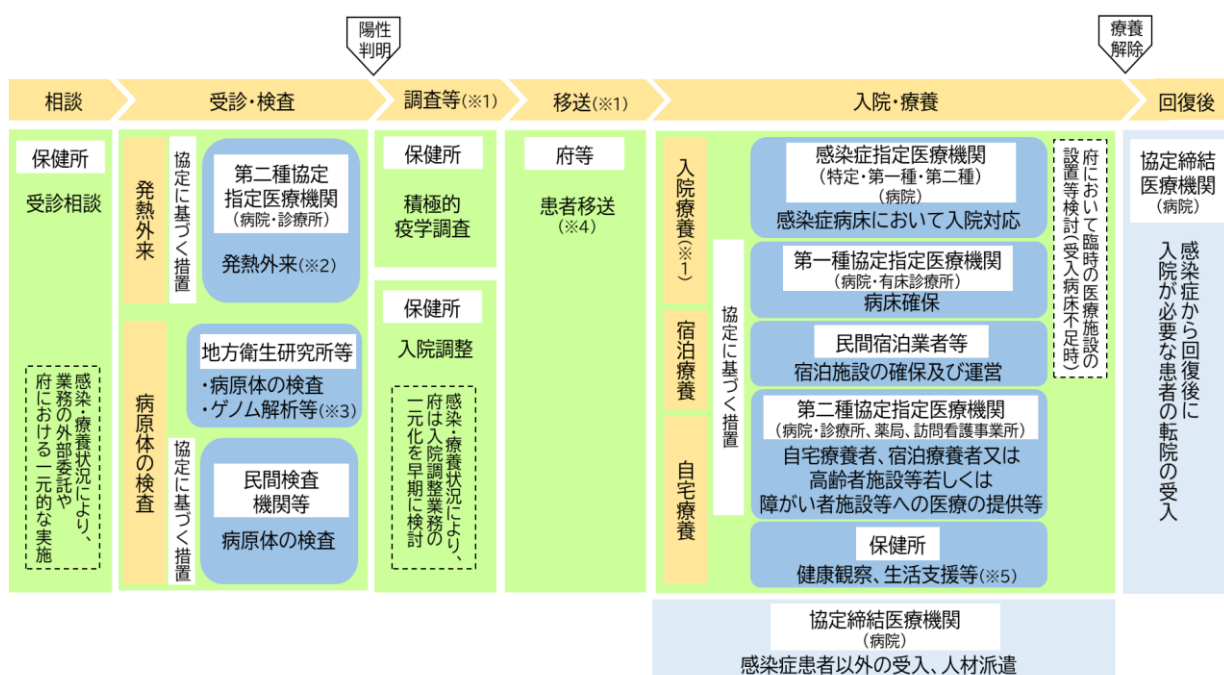 陽性
判明
療養
解除
相談
受診・検査
調査等(※1)
移送(※1)
入院・療養
回復後
保健所
受診相談
感染・療養状況により、
業務の外部委託や
府における一元的な実施
発熱外来
協定に基づく措置
第二種協定
指定医療機関
(病院・診療所)
発熱外来(※2)
病原体の検査
地方衛生研究所等
・病原体の検査
・ゲノム解析等(※3)
協定に基づく措置
民間検査
機関等
病原体の検査
保健所
積極的
疫学調査
保健所
入院調整
感染・療養状況により、
府は入院調整業務の
一元化を早期に検討
府等
患者移送
(※4)
入院療養(※1)
宿泊療養
自宅療養
協定に基づく措置
感染症指定医療機関
(特定・第一種・第二種)
(病院)
感染症病床において入院対応
第一種協定指定医療機関
(病院・有床診療所)
病床確保
民間宿泊業者等
宿泊施設の確保及び運営
第二種協定指定医療機関
(病院・診療所、薬局、訪問看護事業所)
自宅療養者、宿泊療養者又は
高齢者施設等若しくは
障がい者施設等への医療の提供等
保健所
健康観察、生活支援等(※5)
府において臨時の医療施設の
設置等検討(受入病床不足時)
協定締結医療機関
(病院)
感染症患者以外の受入、人材派遣
協定締結
医療機関
(病院)
感染症から回復後に
入院が必要な患者の転院の受入